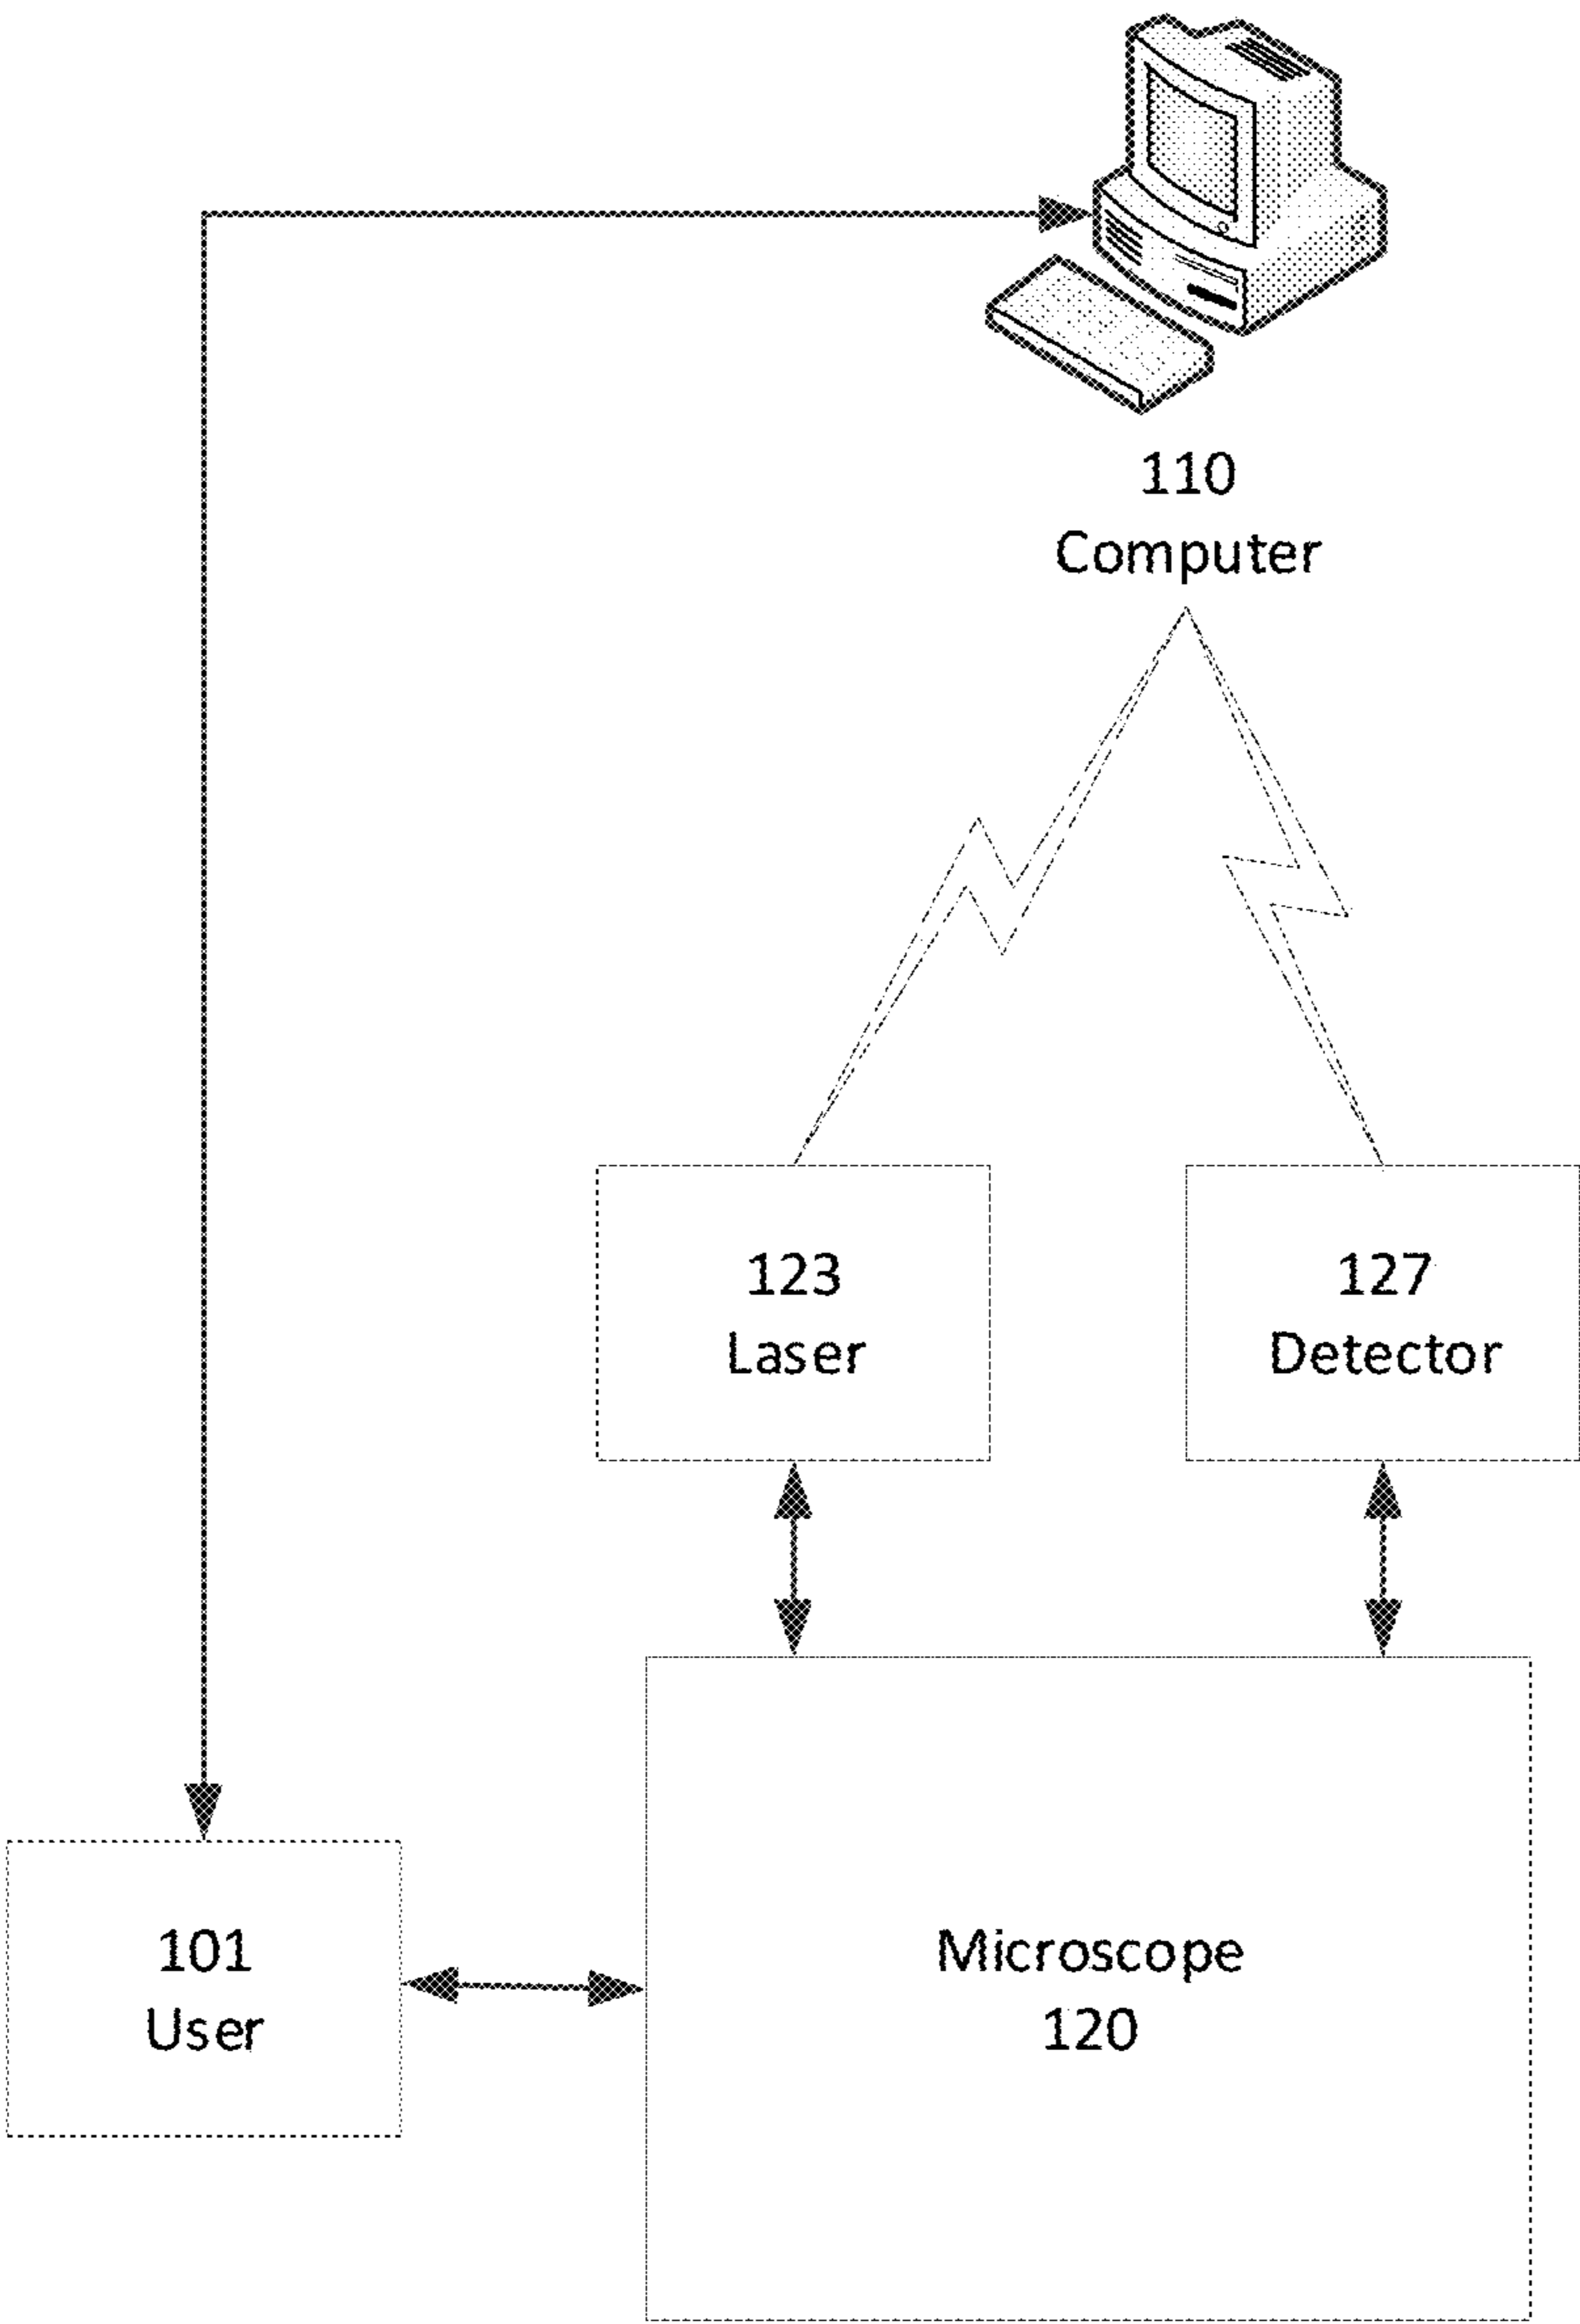 110
Computer
123
Laser
127
Detector
101
User
Microscope
120